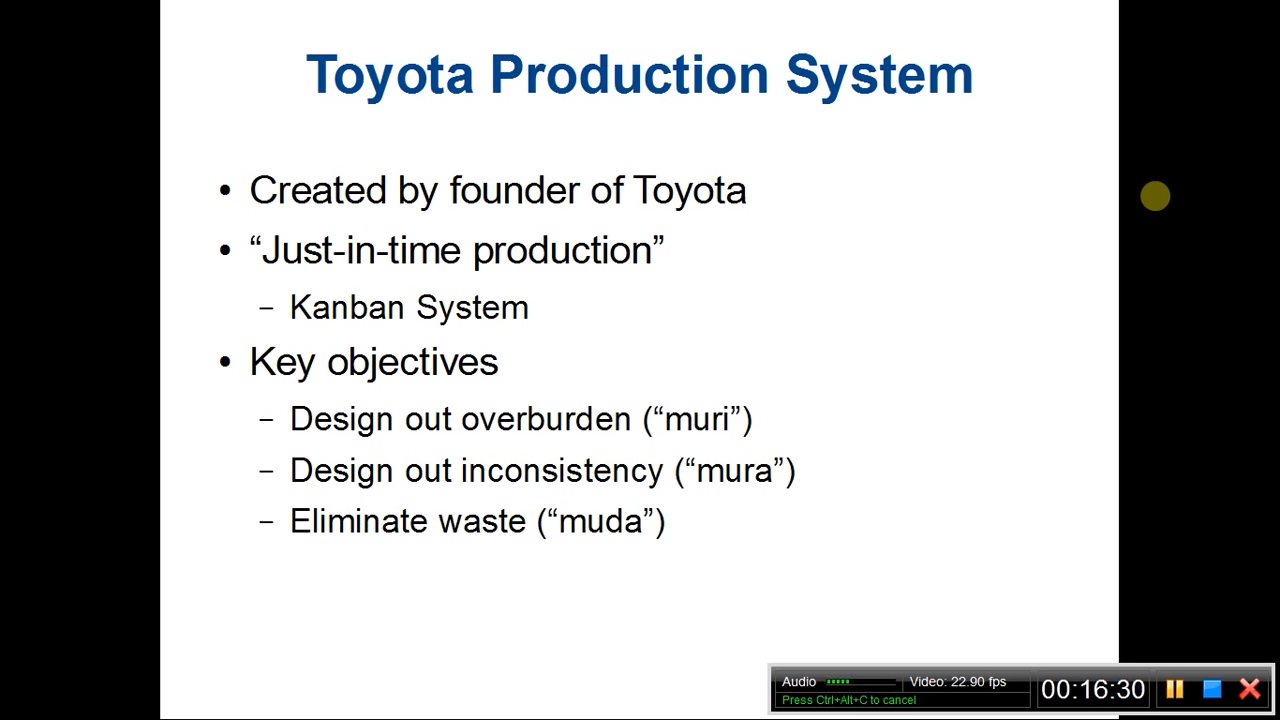 Toyota Production System
• Created by founder of Toyota
• “Just-in-time production”
– Kanban System
• Key objectives
– Design out overburden (“muri”)
– Design out inconsistency (“mura”)
– Eliminate waste (“muda”)
Audio Video: 22.90 fps
Press Ctrl+Alt+C to cancel
00:16:30